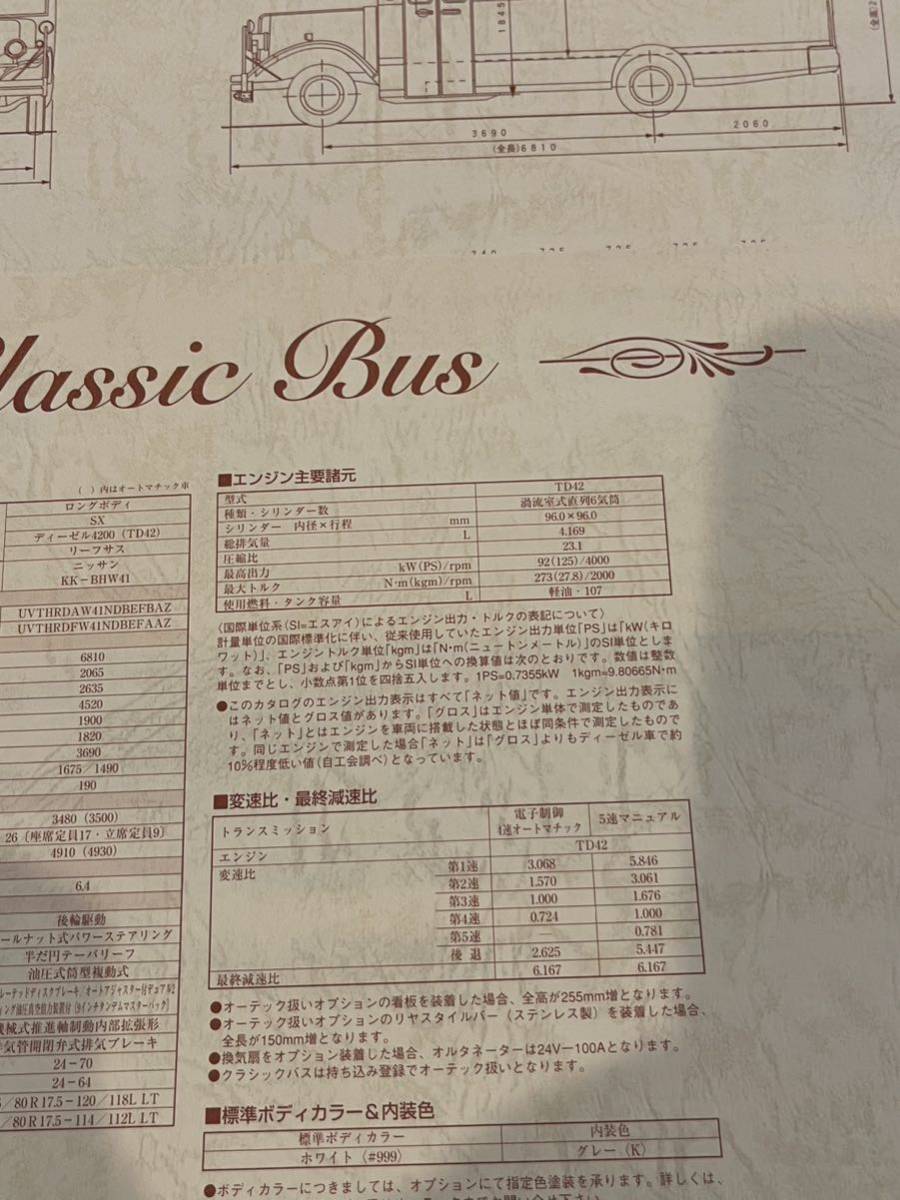 1845
3690
2060
(全長)6810
(全高)2
Classic Bus
( )内はオートマチック車
ロングボディ
SX
ディーゼル4200(TD42)
リーフサス
ニッサン
KK-BHW41
UVTHRDAW41NDBEFBAZ
UVTHRDFW41NDBEFAAZ
6810
2065
2635
4520
1900
1820
3690
1675/1490
190
3480(3500)
26〔座席定員17・立席定員9〕
4910(4930)
6.4
後輪駆動
ールナット式パワーステアリング
半だ円テーパリーフ
油圧式筒型複動式
機械式推進軸制動内部拡張形
気管開閉弁式排気ブレーキ
24-70
24-64
/80R17.5-120/118L LT
/80R17.5-114/112L LT
■エンジン主要諸元
型式 TD42
種類・シリンダー数 渦流室式直列6気筒
シリンダー 内径×行程 mm 96.0×96.0
総排気量 L 4.169
圧縮比 23.1
最高出力 kW(PS)/rpm 92(125)/4000
最大トルク N・m(kgm)/rpm 273(27.8)/2000
使用燃料・タンク容量 L 軽油・107
〈国際単位系(SI=エスアイ)によるエンジン出力・トルクの表記について〉
計量単位の国際標準化に伴い、従来使用していたエンジン出力単位「PS」は「kW(キロ
ワット)」、エンジントルク単位「kgm」は「N・m(ニュートンメートル)」のSI単位としま
す。なお、「PS」および「kgm」からSI単位への換算値は次のとおりです。数値は整数
単位までとし、小数点第1位を四捨五入します。1PS=0.7355kW 1kgm=9.80665N・m
●このカタログのエンジン出力表示はすべて「ネット値」です。エンジン出力表示に
はネット値とグロス値があります。「グロス」はエンジン単体で測定したものであ
り、「ネット」とはエンジンを車両に搭載した状態とほぼ同条件で測定したもので
す。同じエンジンで測定した場合「ネット」は「グロス」よりもディーゼル車で約
10%程度低い値(自工会調べ)となっています。
■変速比・最終減速比
トランスミッション 電子制御4速オートマチック 5速マニュアル
エンジン TD42
変速比 第1速 3.068 5.846
第2速 1.570 3.061
第3速 1.000 1.676
第4速 0.724 1.000
第5速 — 0.781
後 退 2.625 5.447
最終減速比 6.167 6.167
●オーテック扱いオプションの看板を装着した場合、全高が255mm増となります。
●オーテック扱いオプションのリヤスタイルバー(ステンレス製)を装着した場合、
全長が150mm増となります。
●換気扇をオプション装着した場合、オルタネーターは24V—100Aとなります。
●クラシックバスは持ち込み登録でオーテック扱いとなります。
■標準ボディカラー&内装色
標準ボディカラー 内装色
ホワイト(#999) グレー(K)
●ボディカラーにつきましては、オプションにて指定色塗装を承ります。詳しくは、